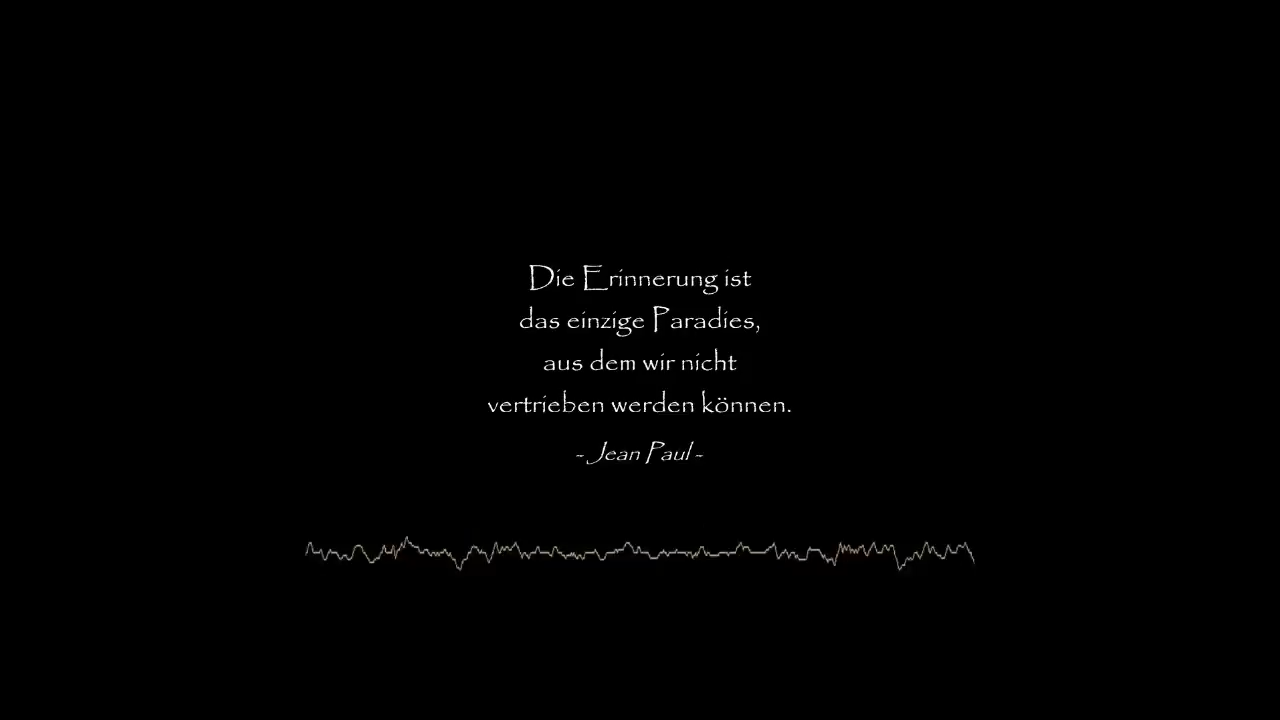 Die Erinnerung ist
das einzige Paradies,
aus dem wir nicht
vertrieben werden können.
- Jean Paul -